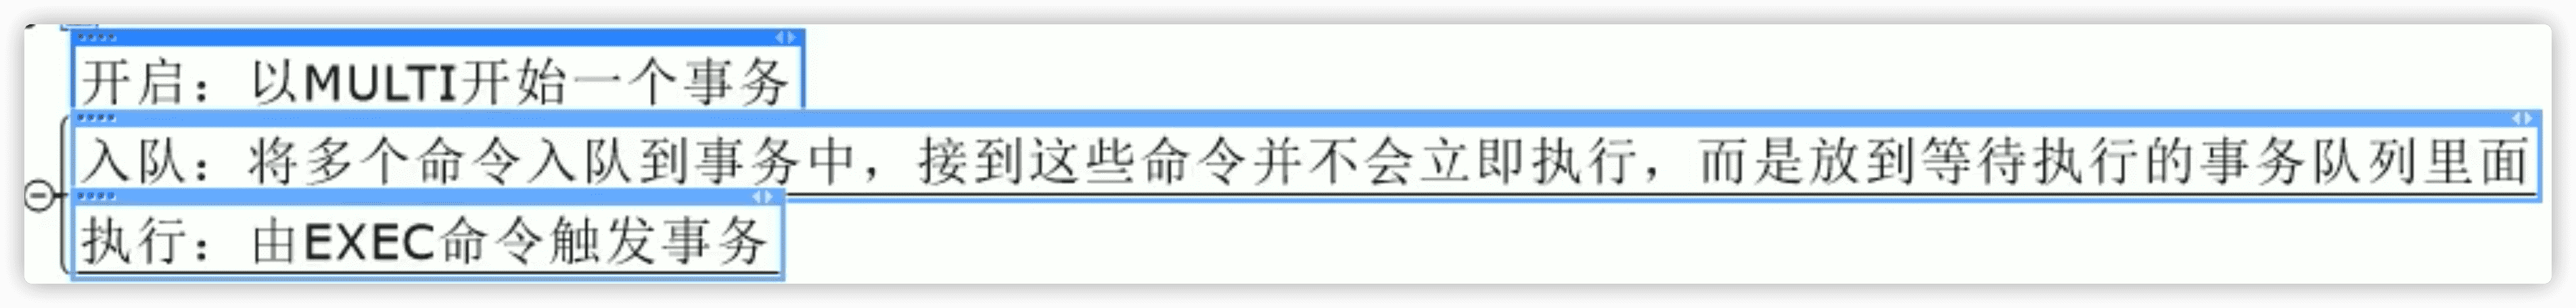 开启：以MULTI开始一个事务
入队：将多个命令入队到事务中，接到这些命令并不会立即执行，而是放到等待执行的事务队列里面
执行：由EXEC命令触发事务